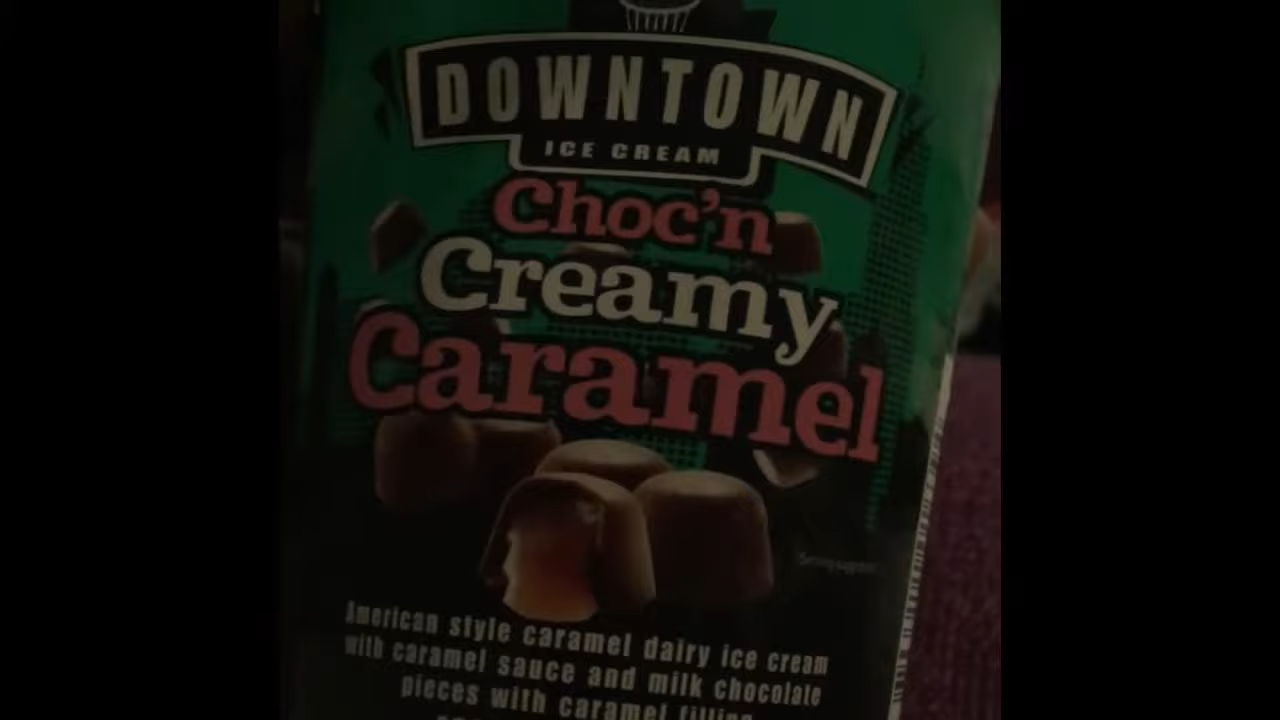 DOWNTOWN
ICE CREAM
Choc'n
Creamy
Caramel
American style caramel dairy ice cream
with caramel sauce and milk chocolate
pieces with caramel filling